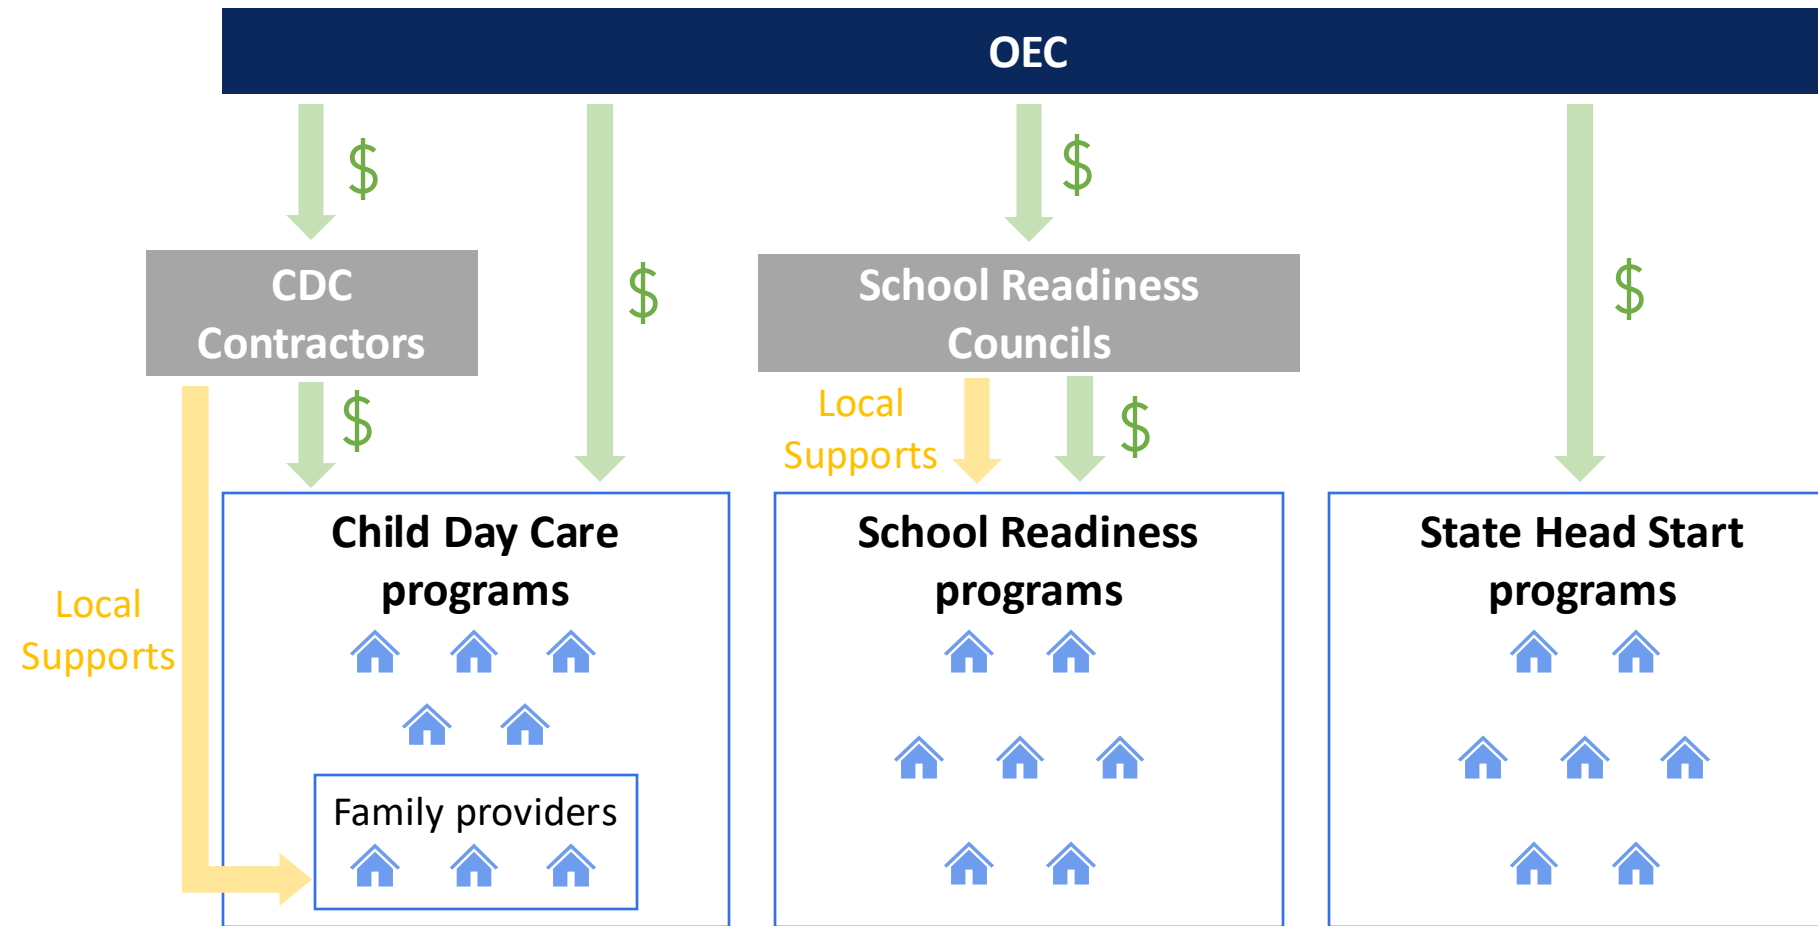 OEC
$
$
$
$
CDC
Contractors
School Readiness
Councils
$
Local
Supports
$
Child Day Care
programs
School Readiness
programs
State Head Start
programs
Local
Supports
Family providers